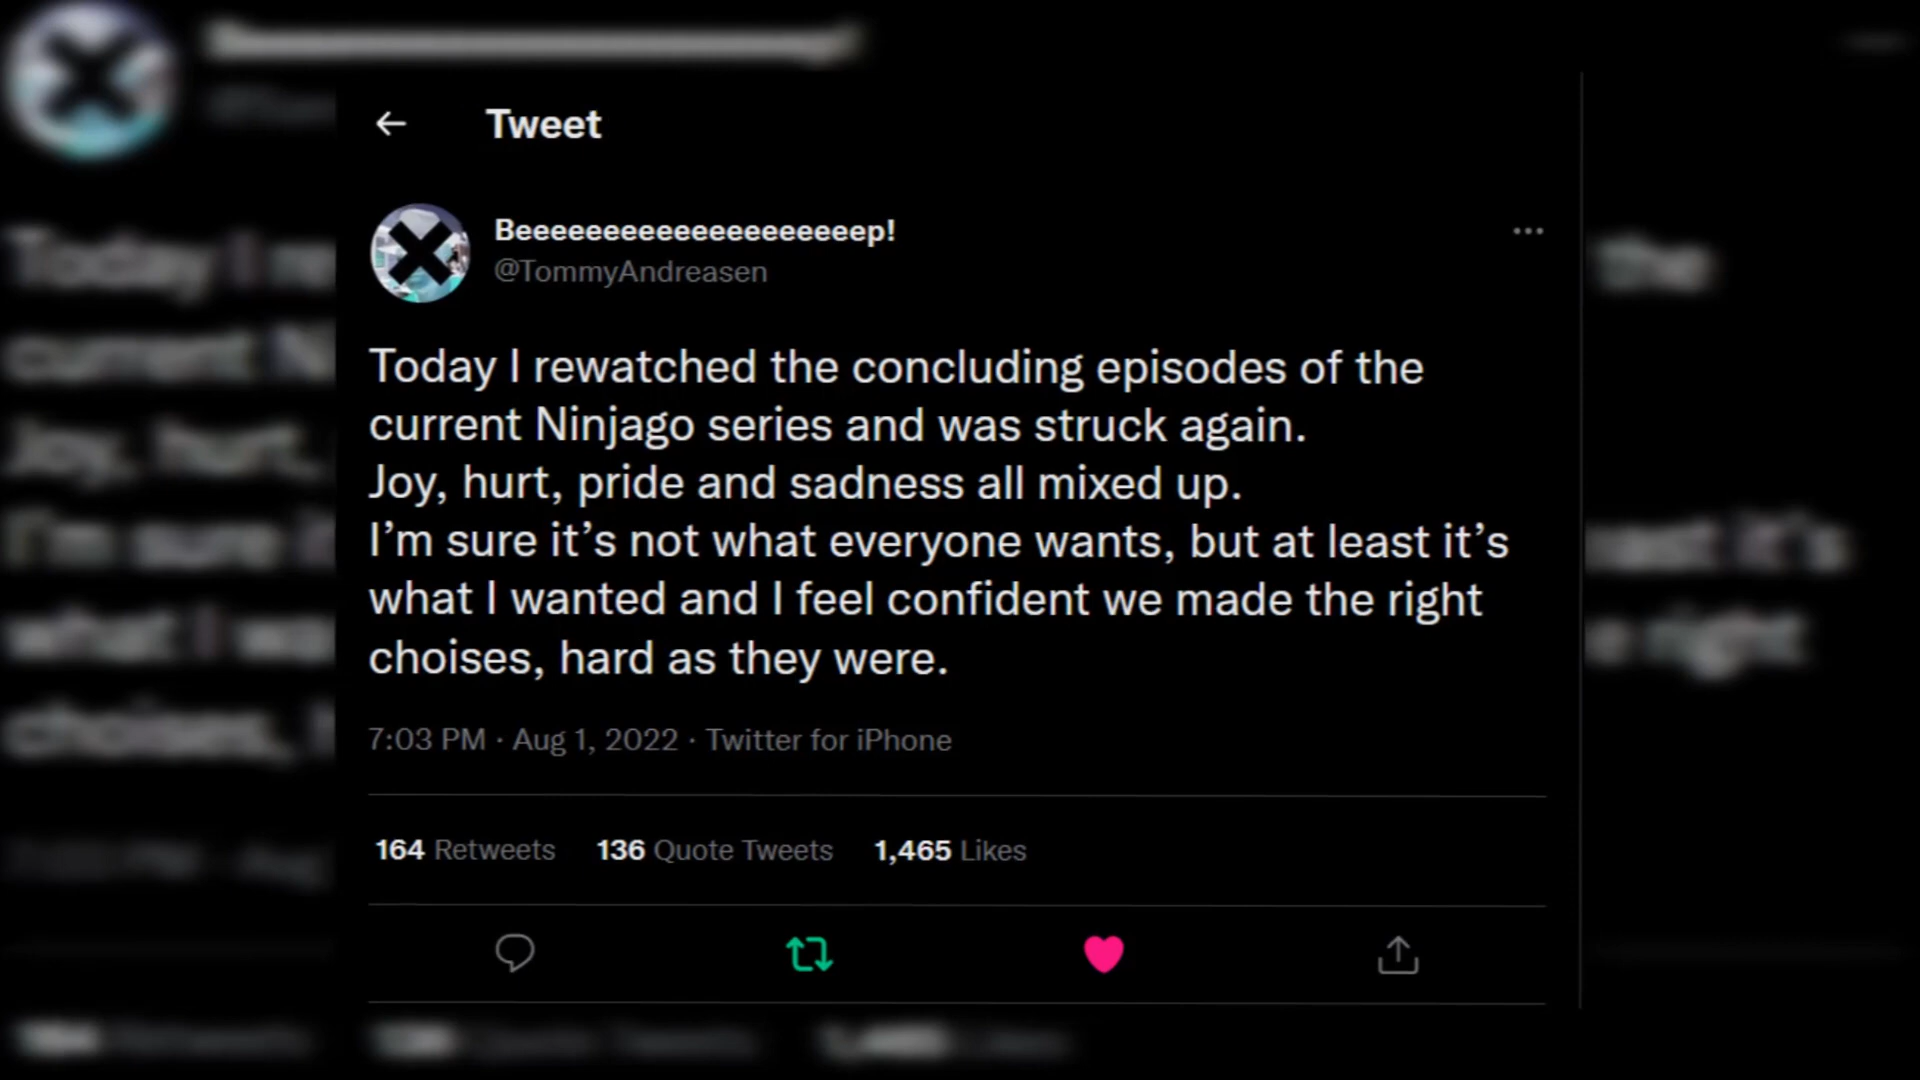 Tweet
Beeeeeeeeeeeeeeeeeeeep!
@TommyAndreasen
Today I rewatched the concluding episodes of the
current Ninjago series and was struck again.
Joy, hurt, pride and sadness all mixed up.
I’m sure it’s not what everyone wants, but at least it’s
what I wanted and I feel confident we made the right
choises, hard as they were.
7:03 PM · Aug 1, 2022 · Twitter for iPhone
164 Retweets 136 Quote Tweets 1,465 Likes